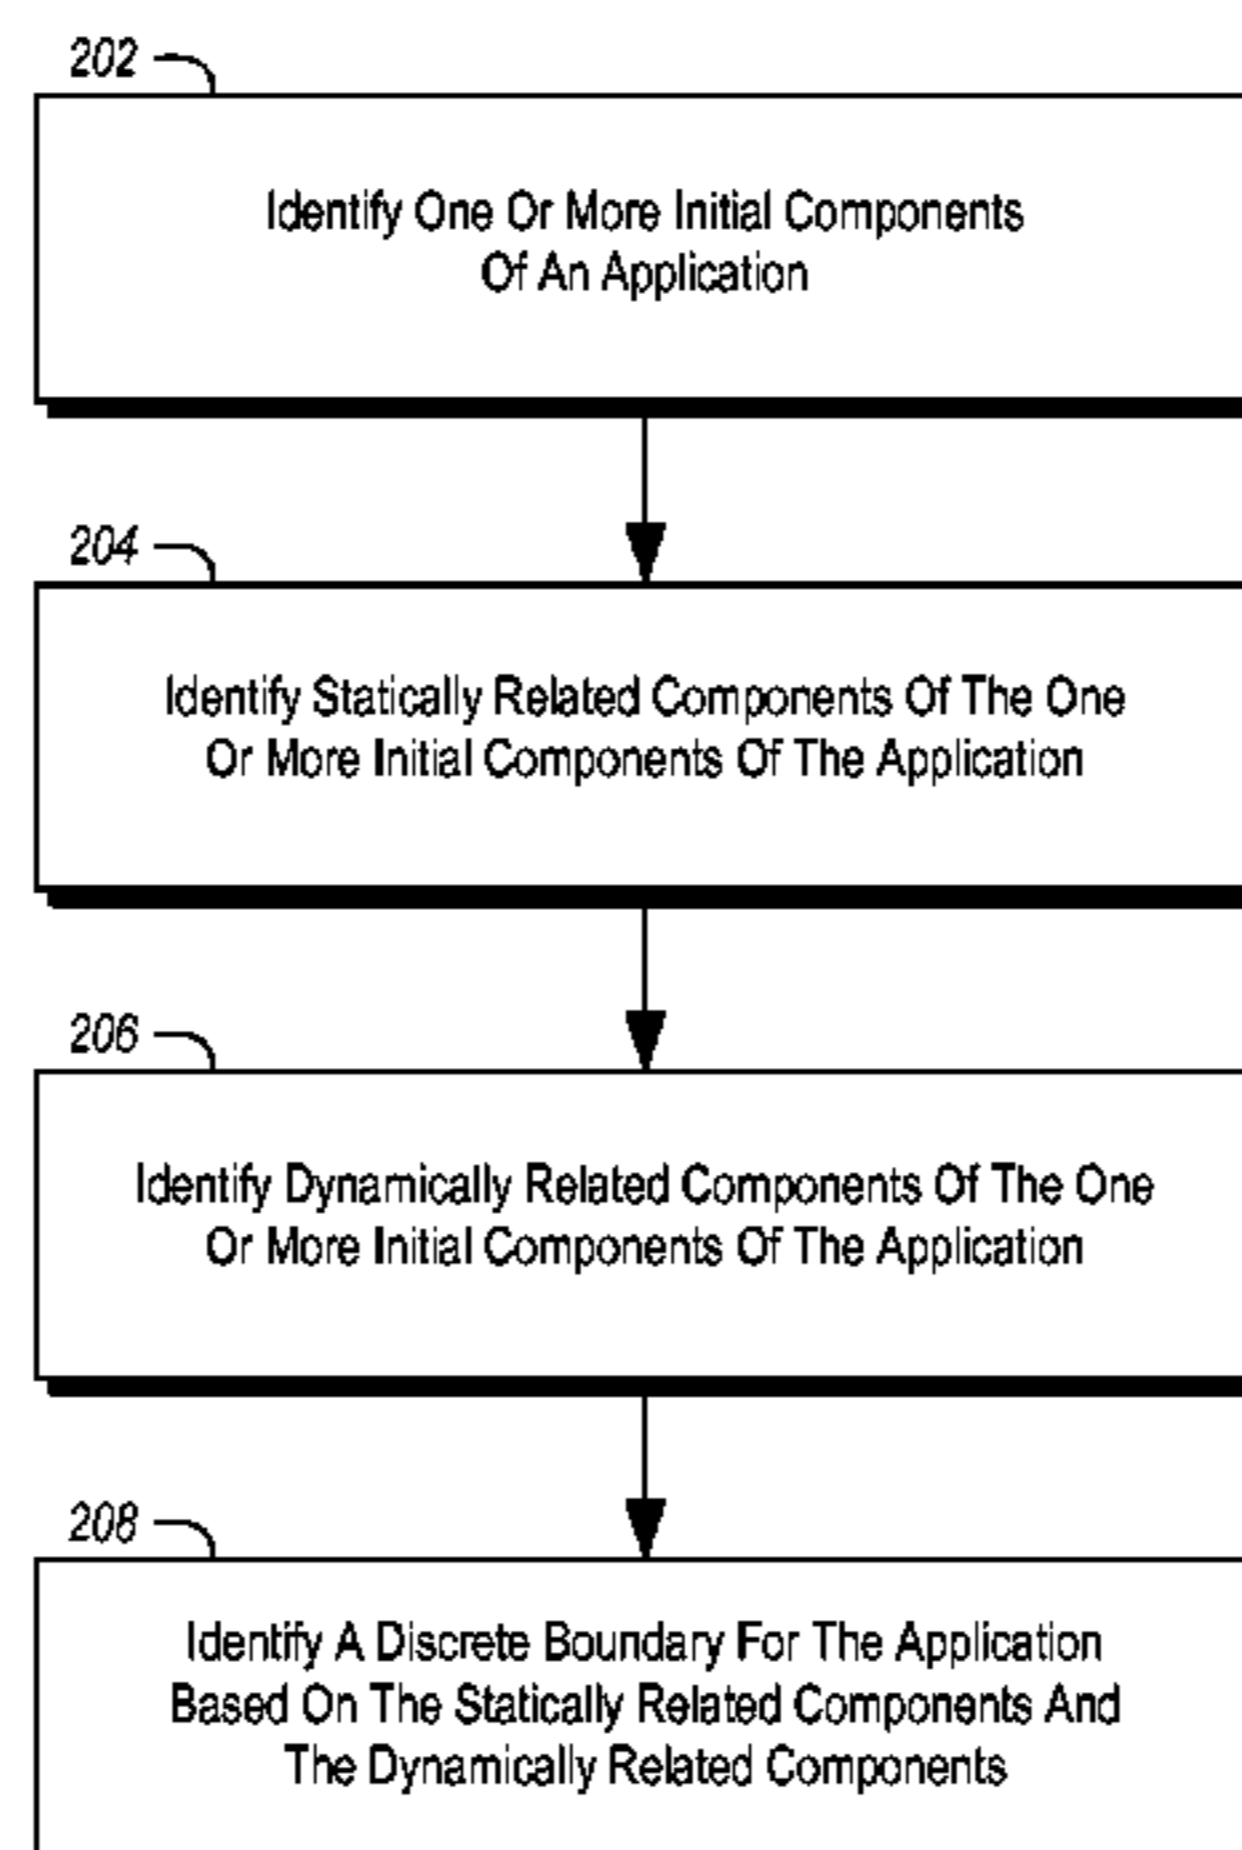 202
Identify One Or More Initial Components
Of An Application
204
Identify Statically Related Components Of The One
Or More Initial Components Of The Application
206
Identify Dynamically Related Components Of The One
Or More Initial Components Of The Application
208
Identify A Discrete Boundary For The Application
Based On The Statically Related Components And
The Dynamically Related Components